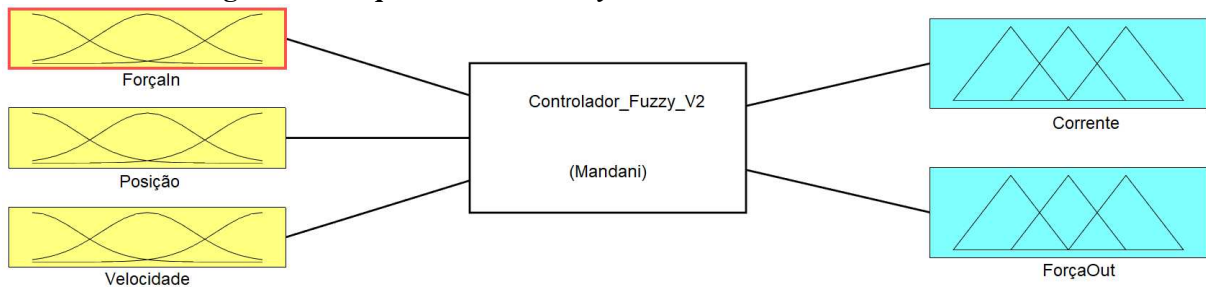 ForçaIn
Controlador_Fuzzy_V2
Corrente
Posição
(Mandani)
Velocidade
ForçaOut